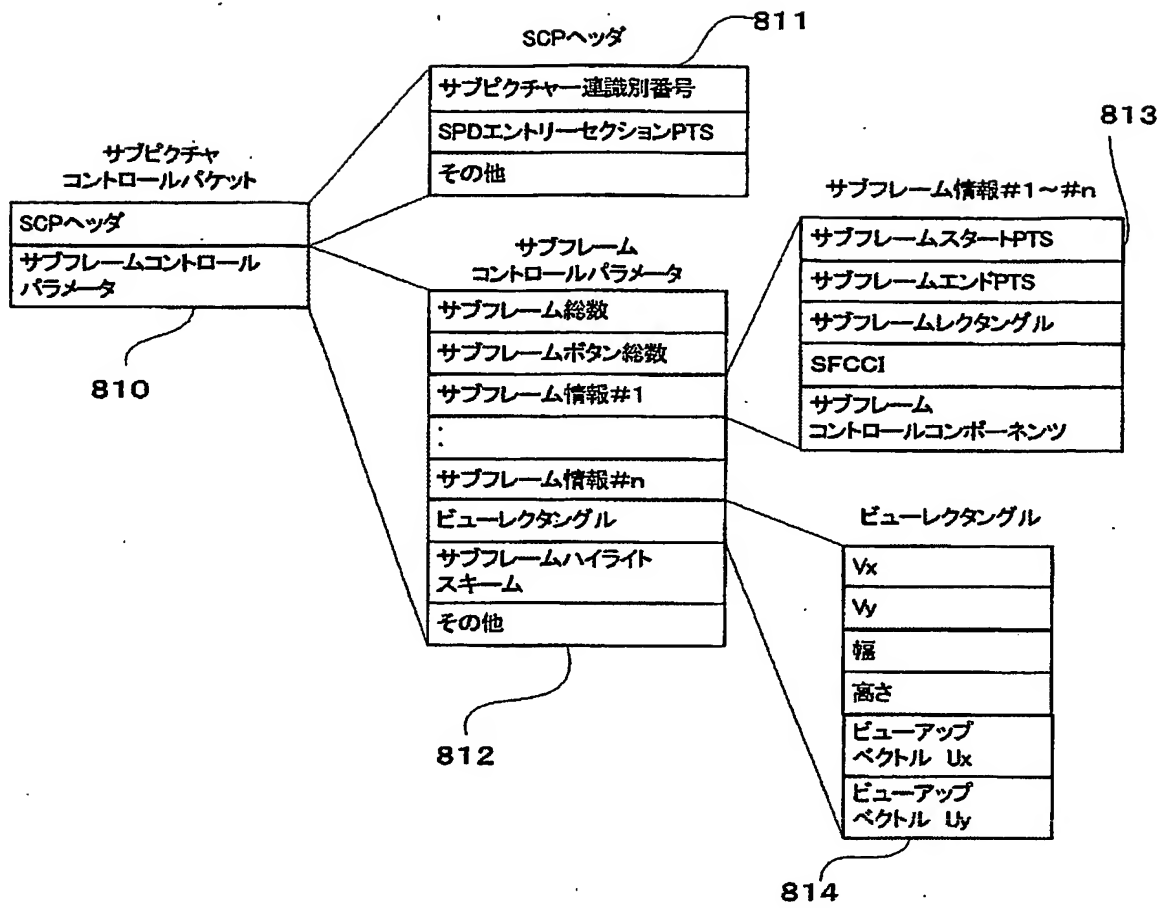 811
SCPヘッダ
サブピクチャー連識別番号
SPDエントリーセクションPTS
その他
サブピクチャ
コントロールパケット
SCPヘッダ
サブフレームコントロール
パラメータ
810
サブフレーム
コントロールパラメータ
サブフレーム総数
サブフレームボタン総数
サブフレーム情報#1
:
サブフレーム情報#n
ビューレクタングル
サブフレームハイライト
スキーム
その他
812
813
サブフレーム情報#1～#n
サブフレームスタートPTS
サブフレームエンドPTS
サブフレームレクタングル
SFCCI
サブフレーム
コントロールコンポーネンツ
ビューレクタングル
Vx
Vy
幅
高さ
ビューアップ
ベクトル Ux
ビューアップ
ベクトル Uy
814